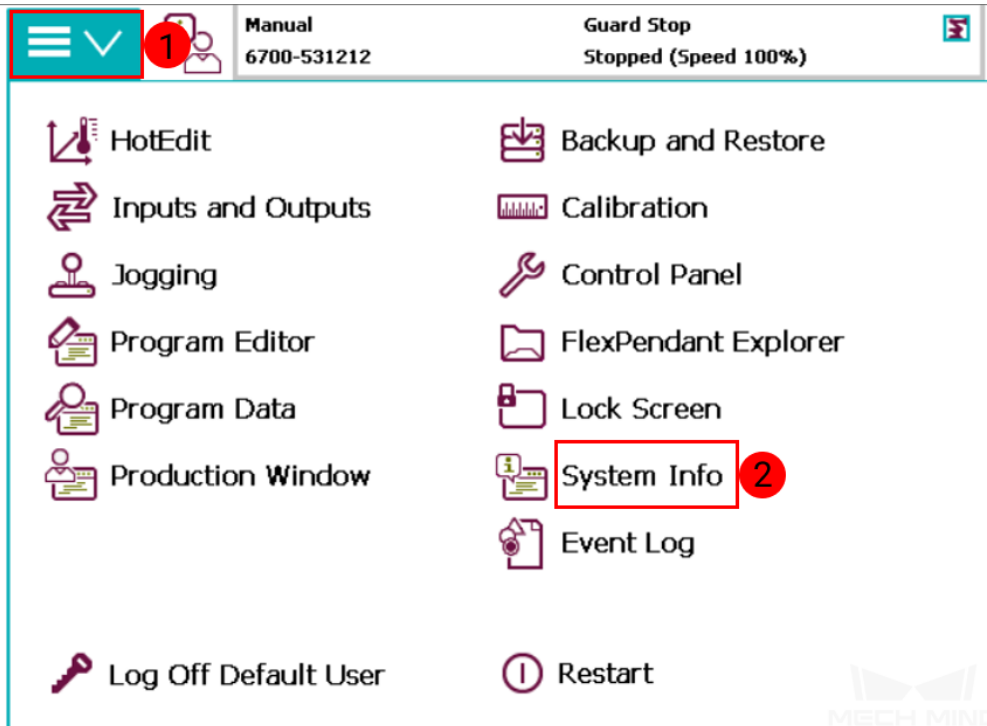 Manual
Guard Stop
1
6700-531212
Stopped (Speed 100%)
HotEdit
Backup and Restore
Inputs and Outputs
Calibration
Jogging
Control Panel
Program Editor
FlexPendant Explorer
Program Data
Lock Screen
Production Window
System Info
2
Event Log
Log Off Default User
Restart
MECH MIND